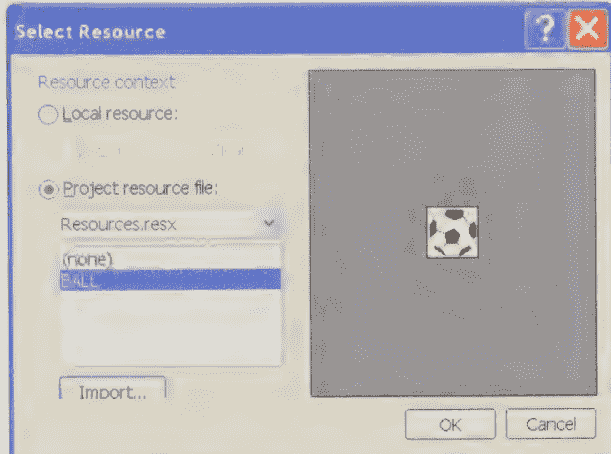 Select Resource
Resource context
Local resource:
Project resource file:
Resources.resx
(none)
BALL
Import...
OK
Cancel